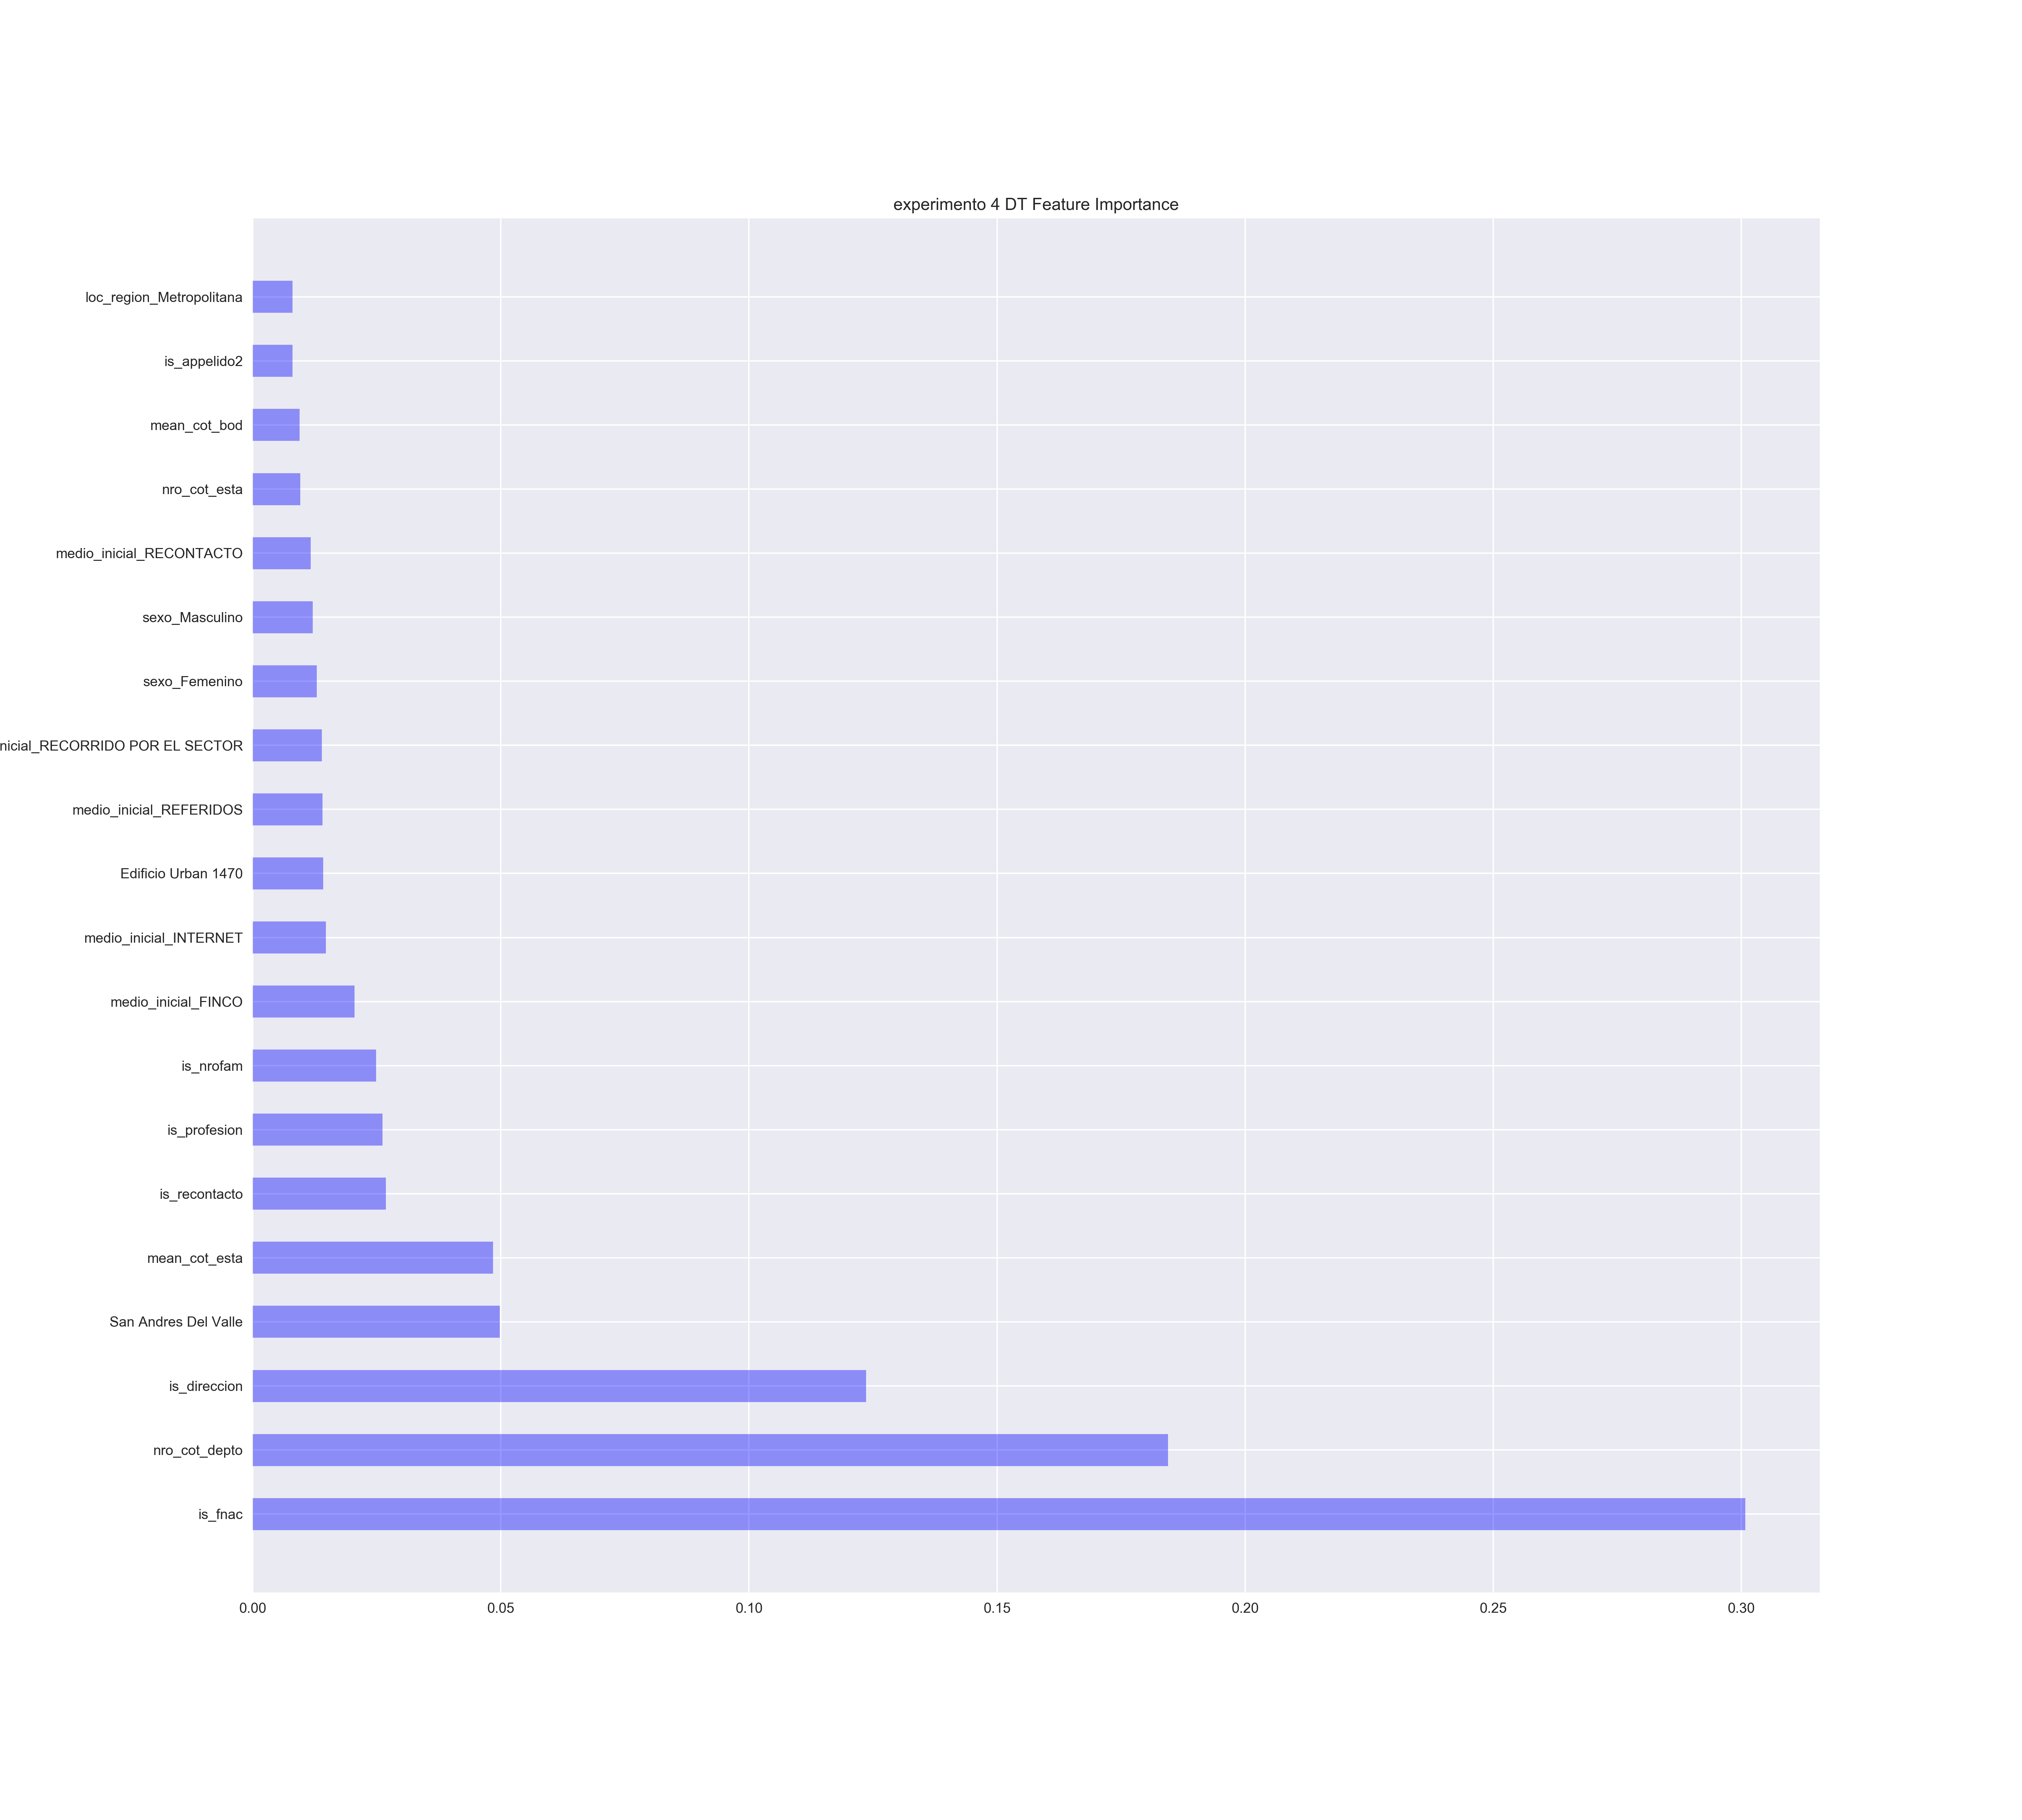 experimento 4 DT Feature Importance
loc_region_Metropolitana
is_appelido2
mean_cot_bod
nro_cot_esta
medio_inicial_RECONTACTO
sexo_Masculino
sexo_Femenino
nicial_RECORRIDO POR EL SECTOR
medio_inicial_REFERIDOS
Edificio Urban 1470
medio_inicial_INTERNET
medio_inicial_FINCO
is_nrofam
is_profesion
is_recontacto
mean_cot_esta
San Andres Del Valle
is_direccion
nro_cot_depto
is_fnac
0.00 0.05 0.10 0.15 0.20 0.25 0.30